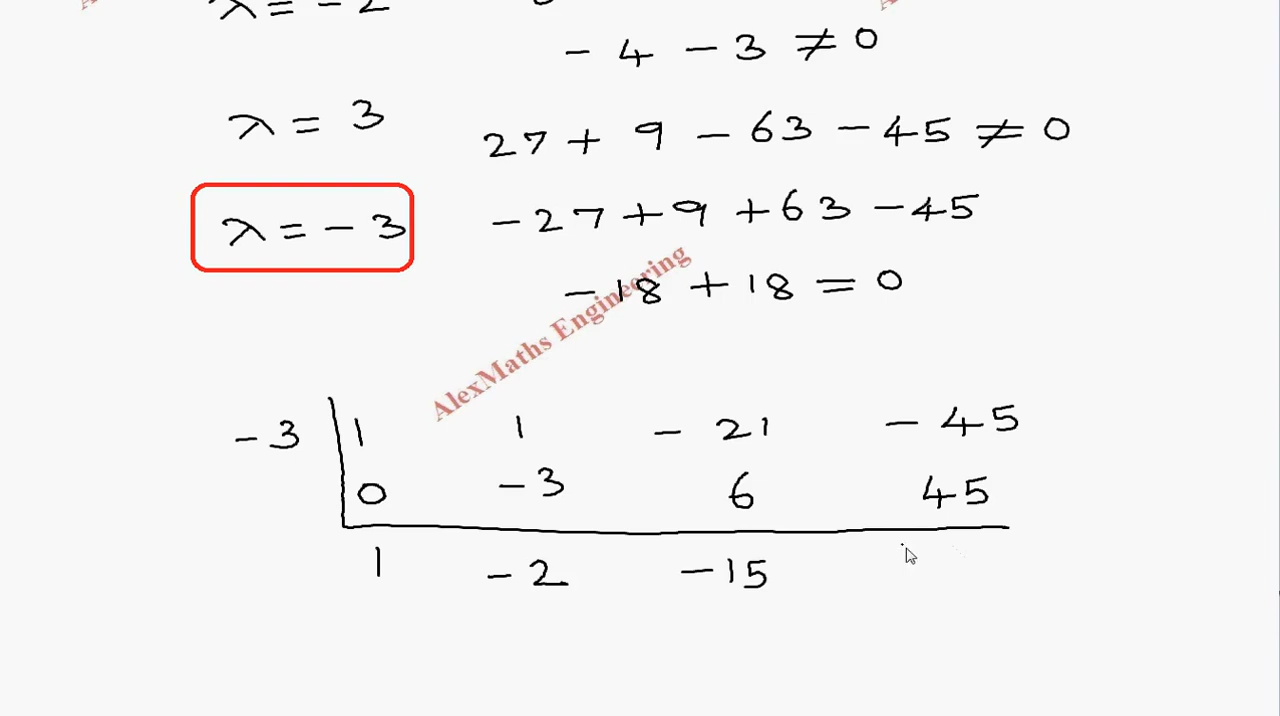 λ = - 2
- 4 - 3 ≠ 0
λ = 3 27 + 9 - 63 - 45 ≠ 0
λ = - 3 - 27 + 9 + 63 - 45
- 18 + 18 = 0
AlexMaths Engineering
- 3 1 1 - 21 - 45
0 - 3 6 45
1 - 2 - 15